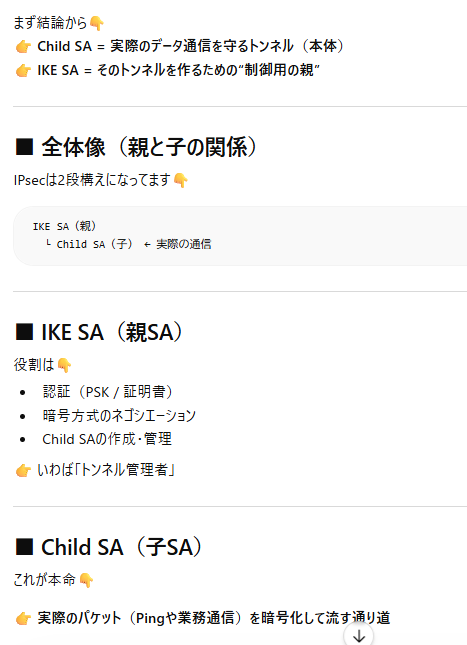 まず結論から👇
👉 Child SA = 実際のデータ通信を守るトンネル（本体）
👉 IKE SA = そのトンネルを作るための“制御用の親”
■ 全体像（親と子の関係）
IPsecは2段構えになってます👇
IKE SA（親）
└ Child SA（子） ← 実際の通信
■ IKE SA（親SA）
役割は👇
• 認証（PSK / 証明書）
• 暗号方式のネゴシエーション
• Child SAの作成・管理
👉 いわば「トンネル管理者」
■ Child SA（子SA）
これが本命👇
👉 実際のパケット（Pingや業務通信）を暗号化して流す通り道